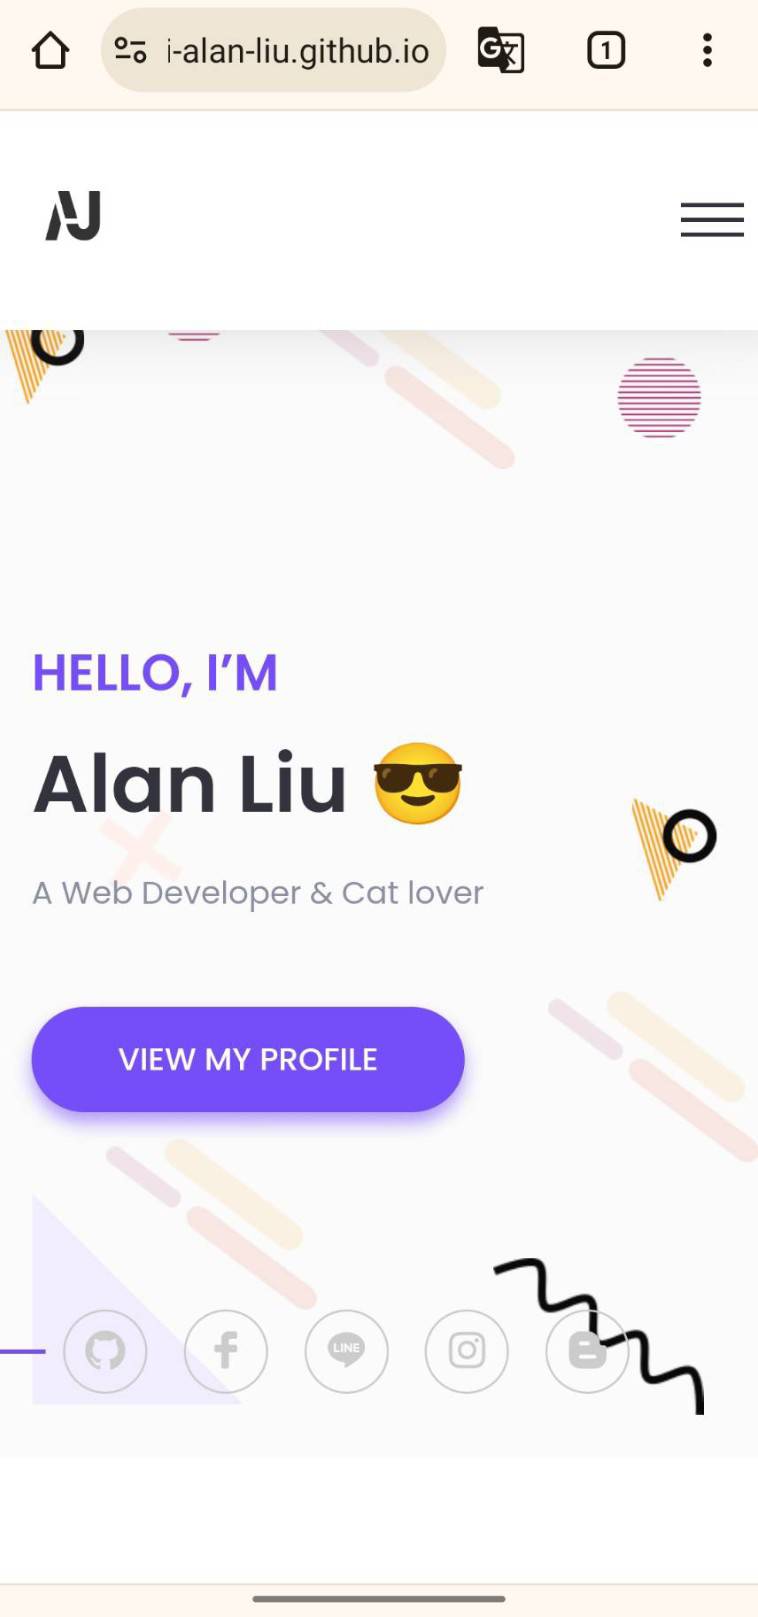 i-alan-liu.github.io
1
AJ
HELLO, I’M
Alan Liu 😎
A Web Developer & Cat lover
VIEW MY PROFILE
LINE